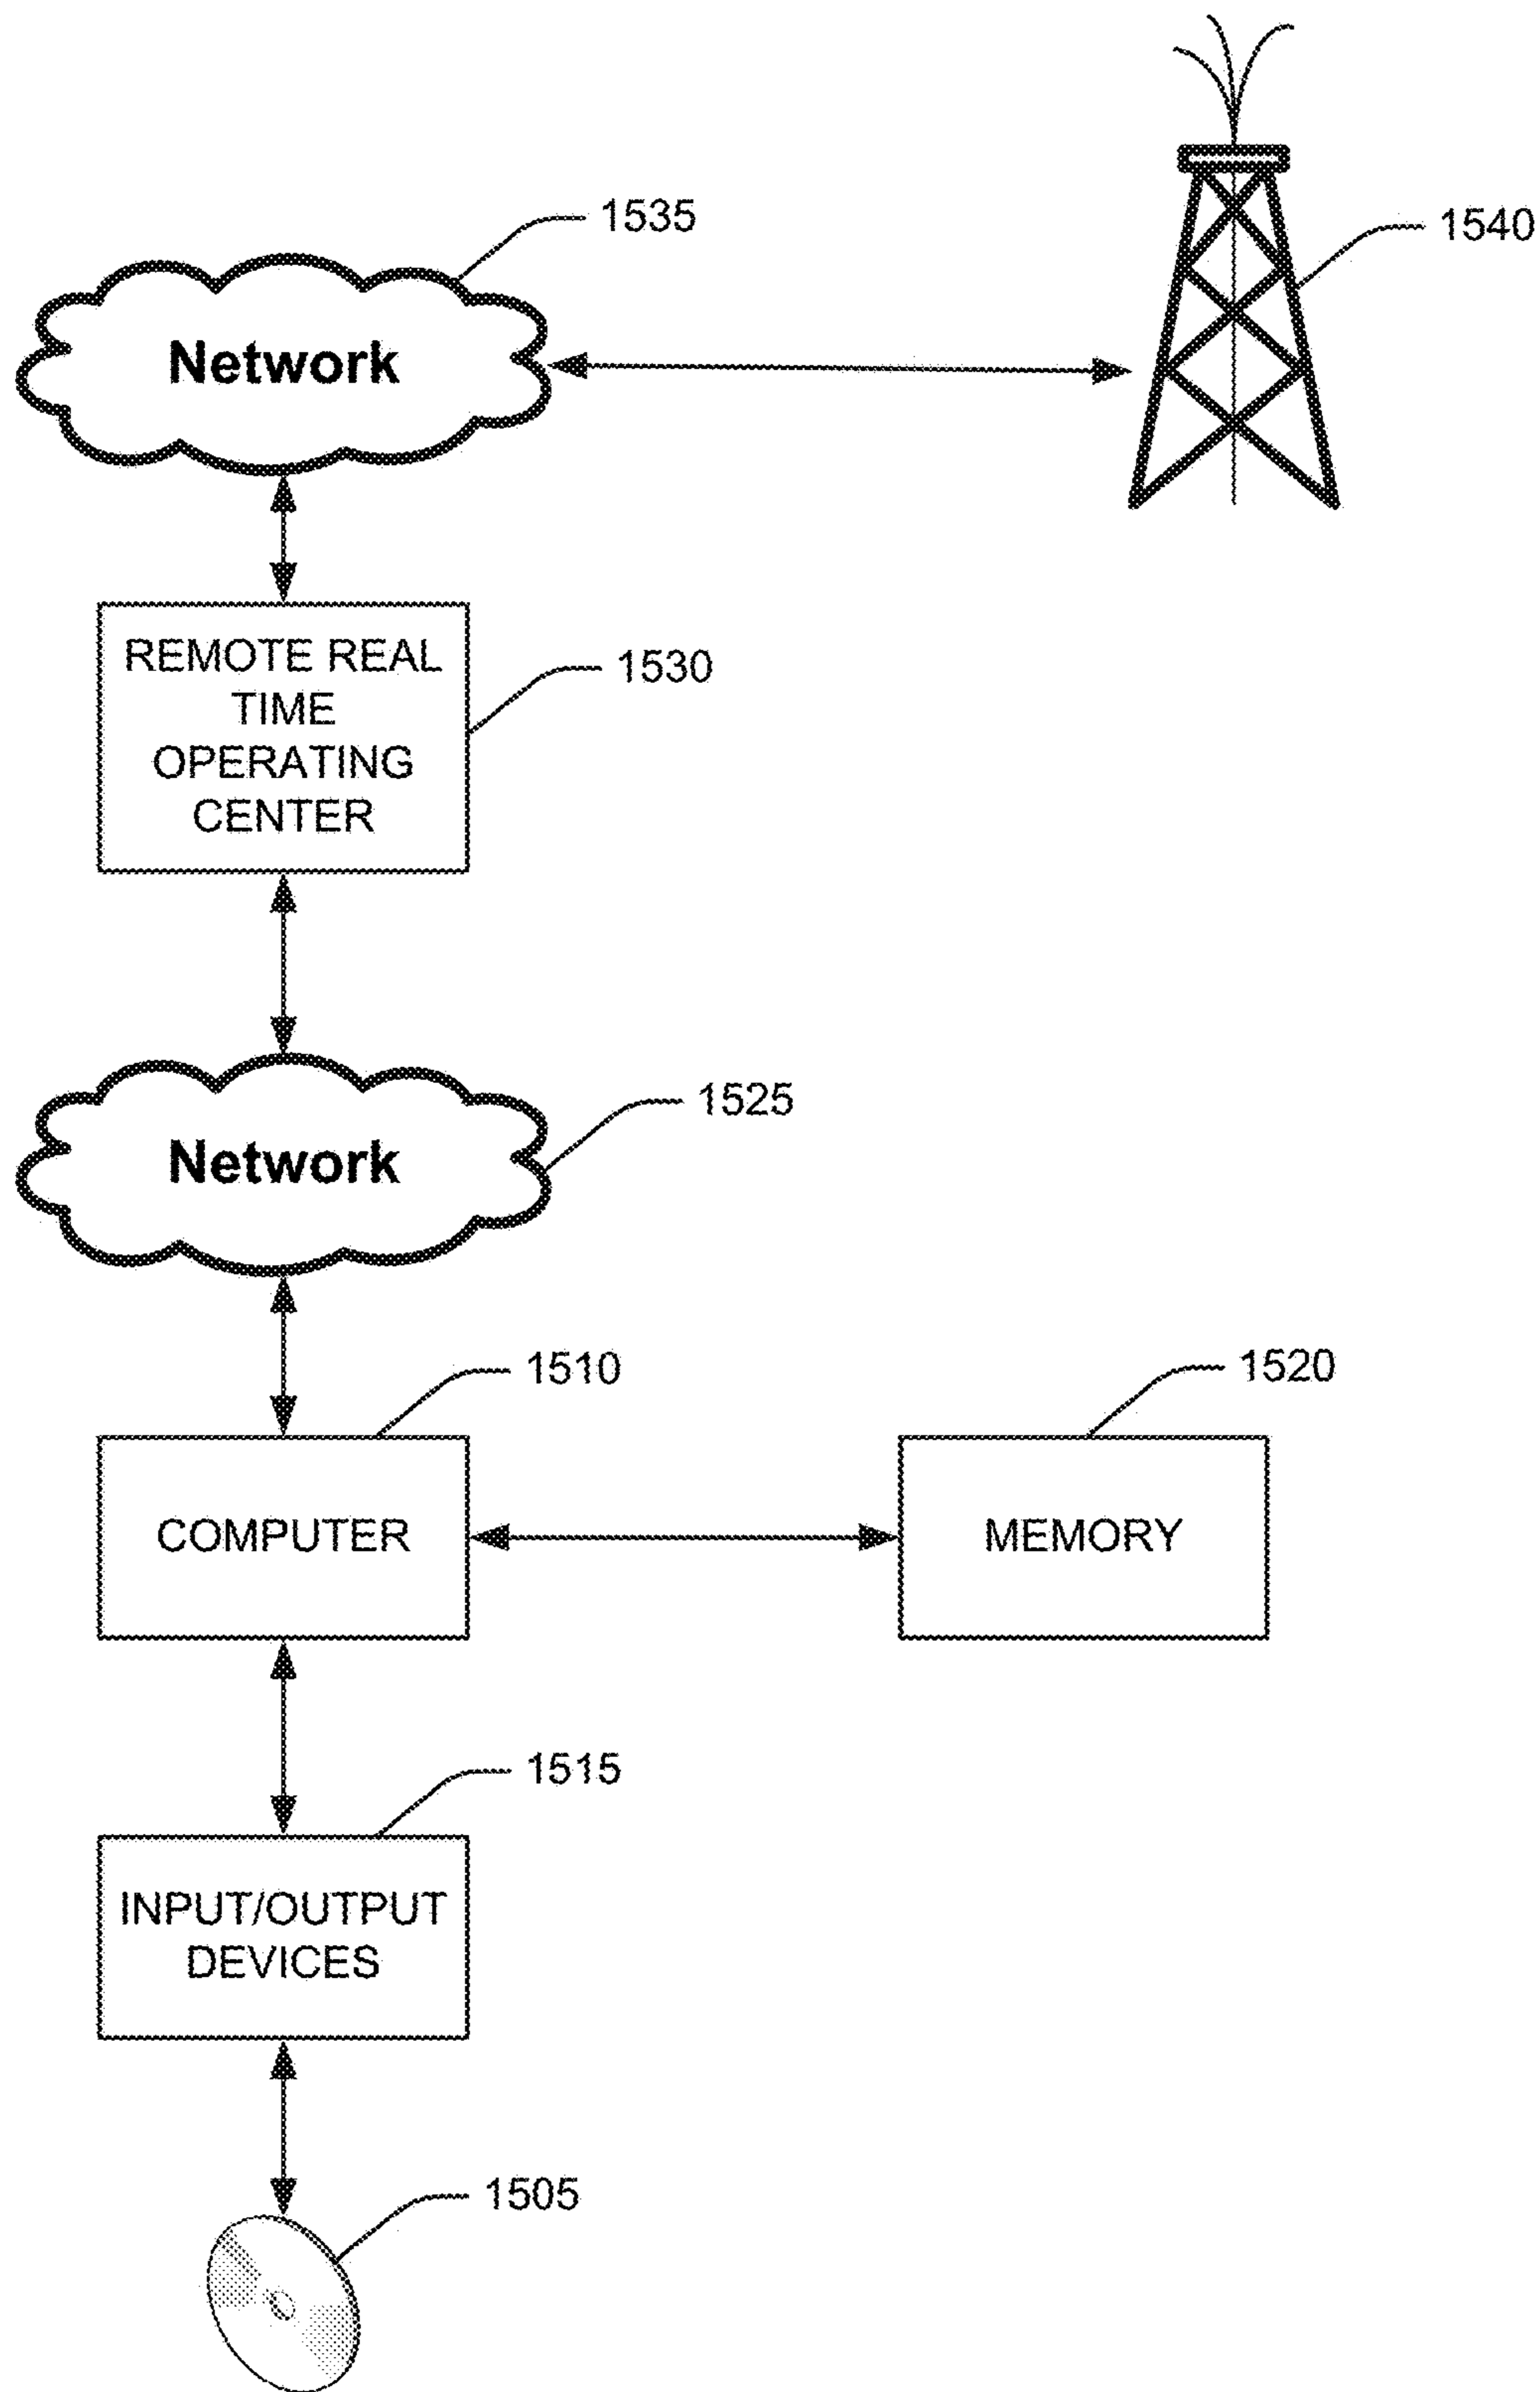 1535
1540
Network
REMOTE REAL
TIME
OPERATING
CENTER
1530
1525
Network
1510
1520
COMPUTER
MEMORY
1515
INPUT/OUTPUT
DEVICES
1505